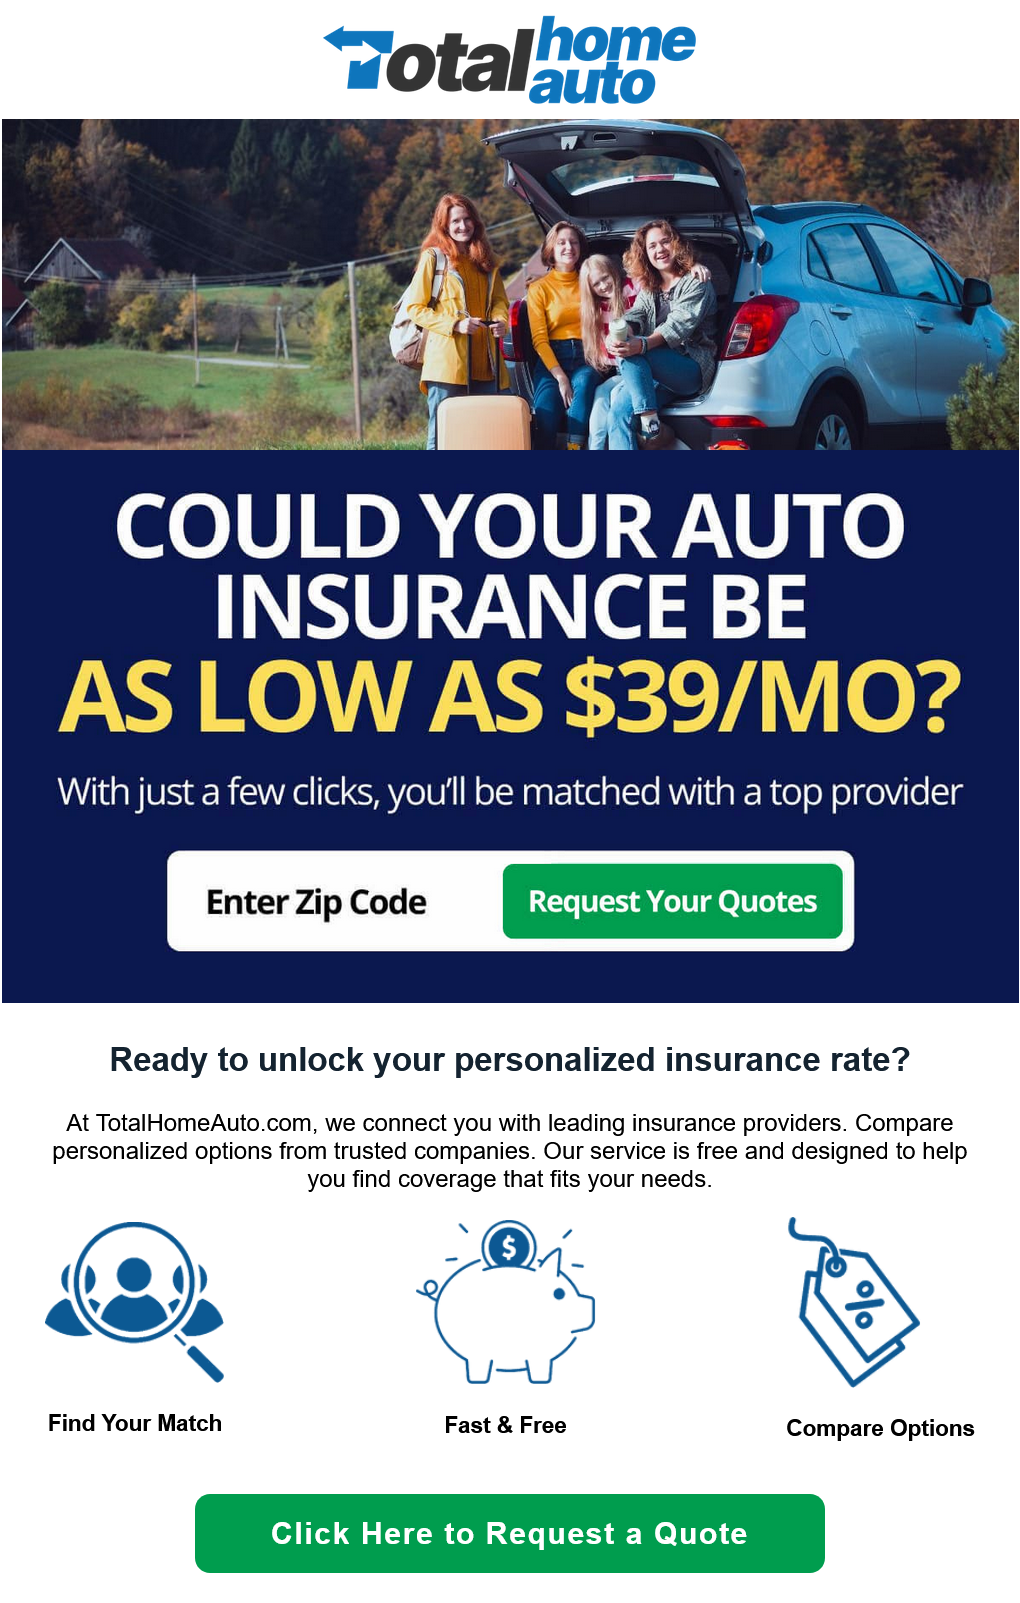 Total home auto
COULD YOUR AUTO
INSURANCE BE
AS LOW AS $39/MO?
With just a few clicks, you'll be matched with a top provider
Enter Zip Code
Request Your Quotes
Ready to unlock your personalized insurance rate?
At TotalHomeAuto.com, we connect you with leading insurance providers. Compare
personalized options from trusted companies. Our service is free and designed to help
you find coverage that fits your needs.
$
%
Find Your Match
Fast & Free
Compare Options
Click Here to Request a Quote